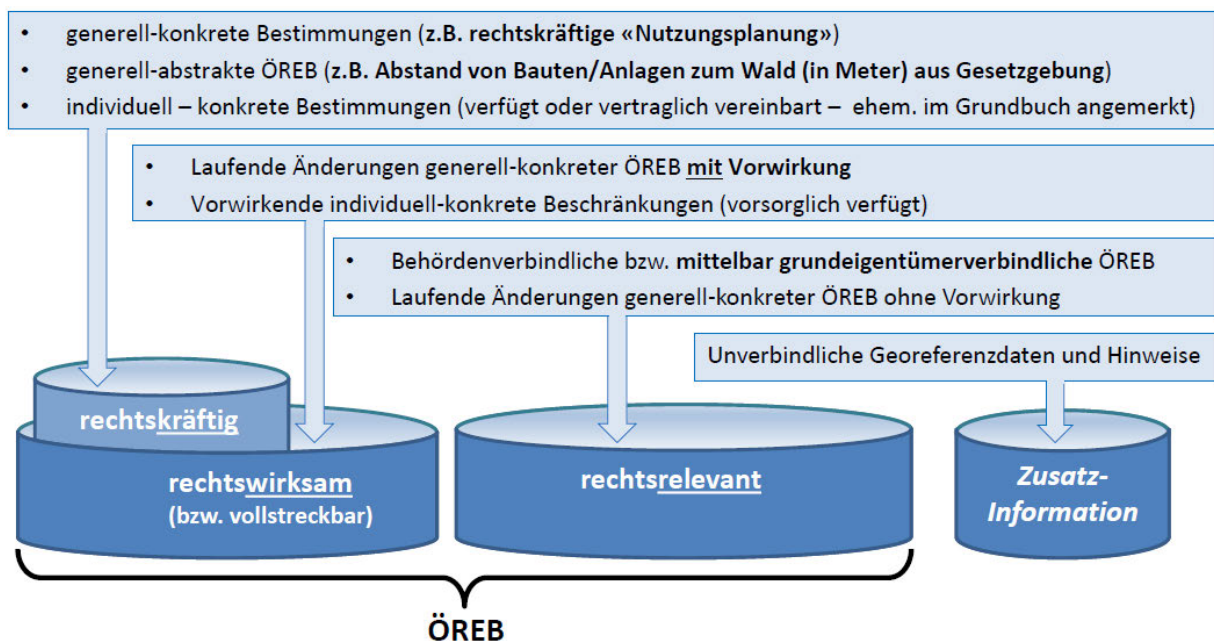 • generell-konkrete Bestimmungen (z.B. rechtskräftige «Nutzungsplanung»)
• generell-abstrakte ÖREB (z.B. Abstand von Bauten/Anlagen zum Wald (in Meter) aus Gesetzgebung)
• individuell – konkrete Bestimmungen (verfügt oder vertraglich vereinbart – ehem. im Grundbuch angemerkt)
• Laufende Änderungen generell-konkreter ÖREB mit Vorwirkung
• Vorwirkende individuell-konkrete Beschränkungen (vorsorglich verfügt)
• Behördenverbindliche bzw. mittelbar grundeigentümerverbindliche ÖREB
• Laufende Änderungen generell-konkreter ÖREB ohne Vorwirkung
Unverbindliche Georeferenzdaten und Hinweise
rechtskräftig
rechtswirksam
(bzw. vollstreckbar)
rechtsrelevant
Zusatz-
Information
ÖREB